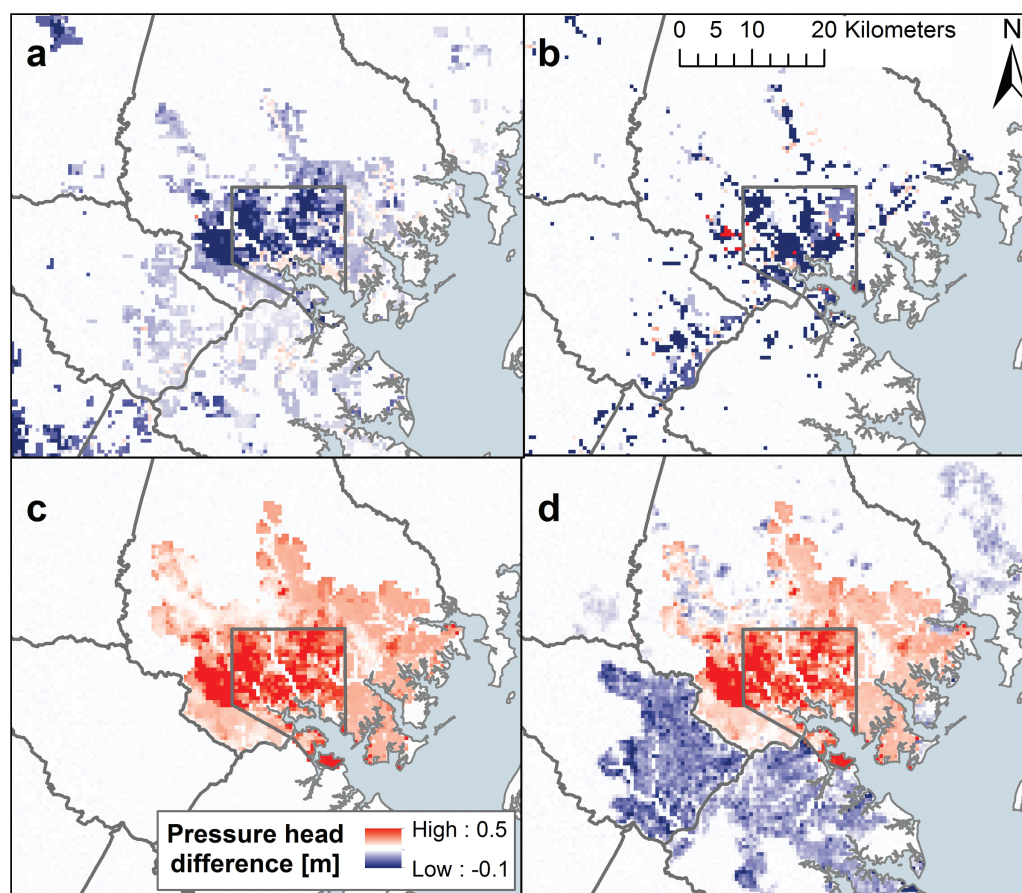 a
b
0 5 10 20 Kilometers
N
c
d
Pressure head
difference [m]
High : 0.5
Low : -0.1